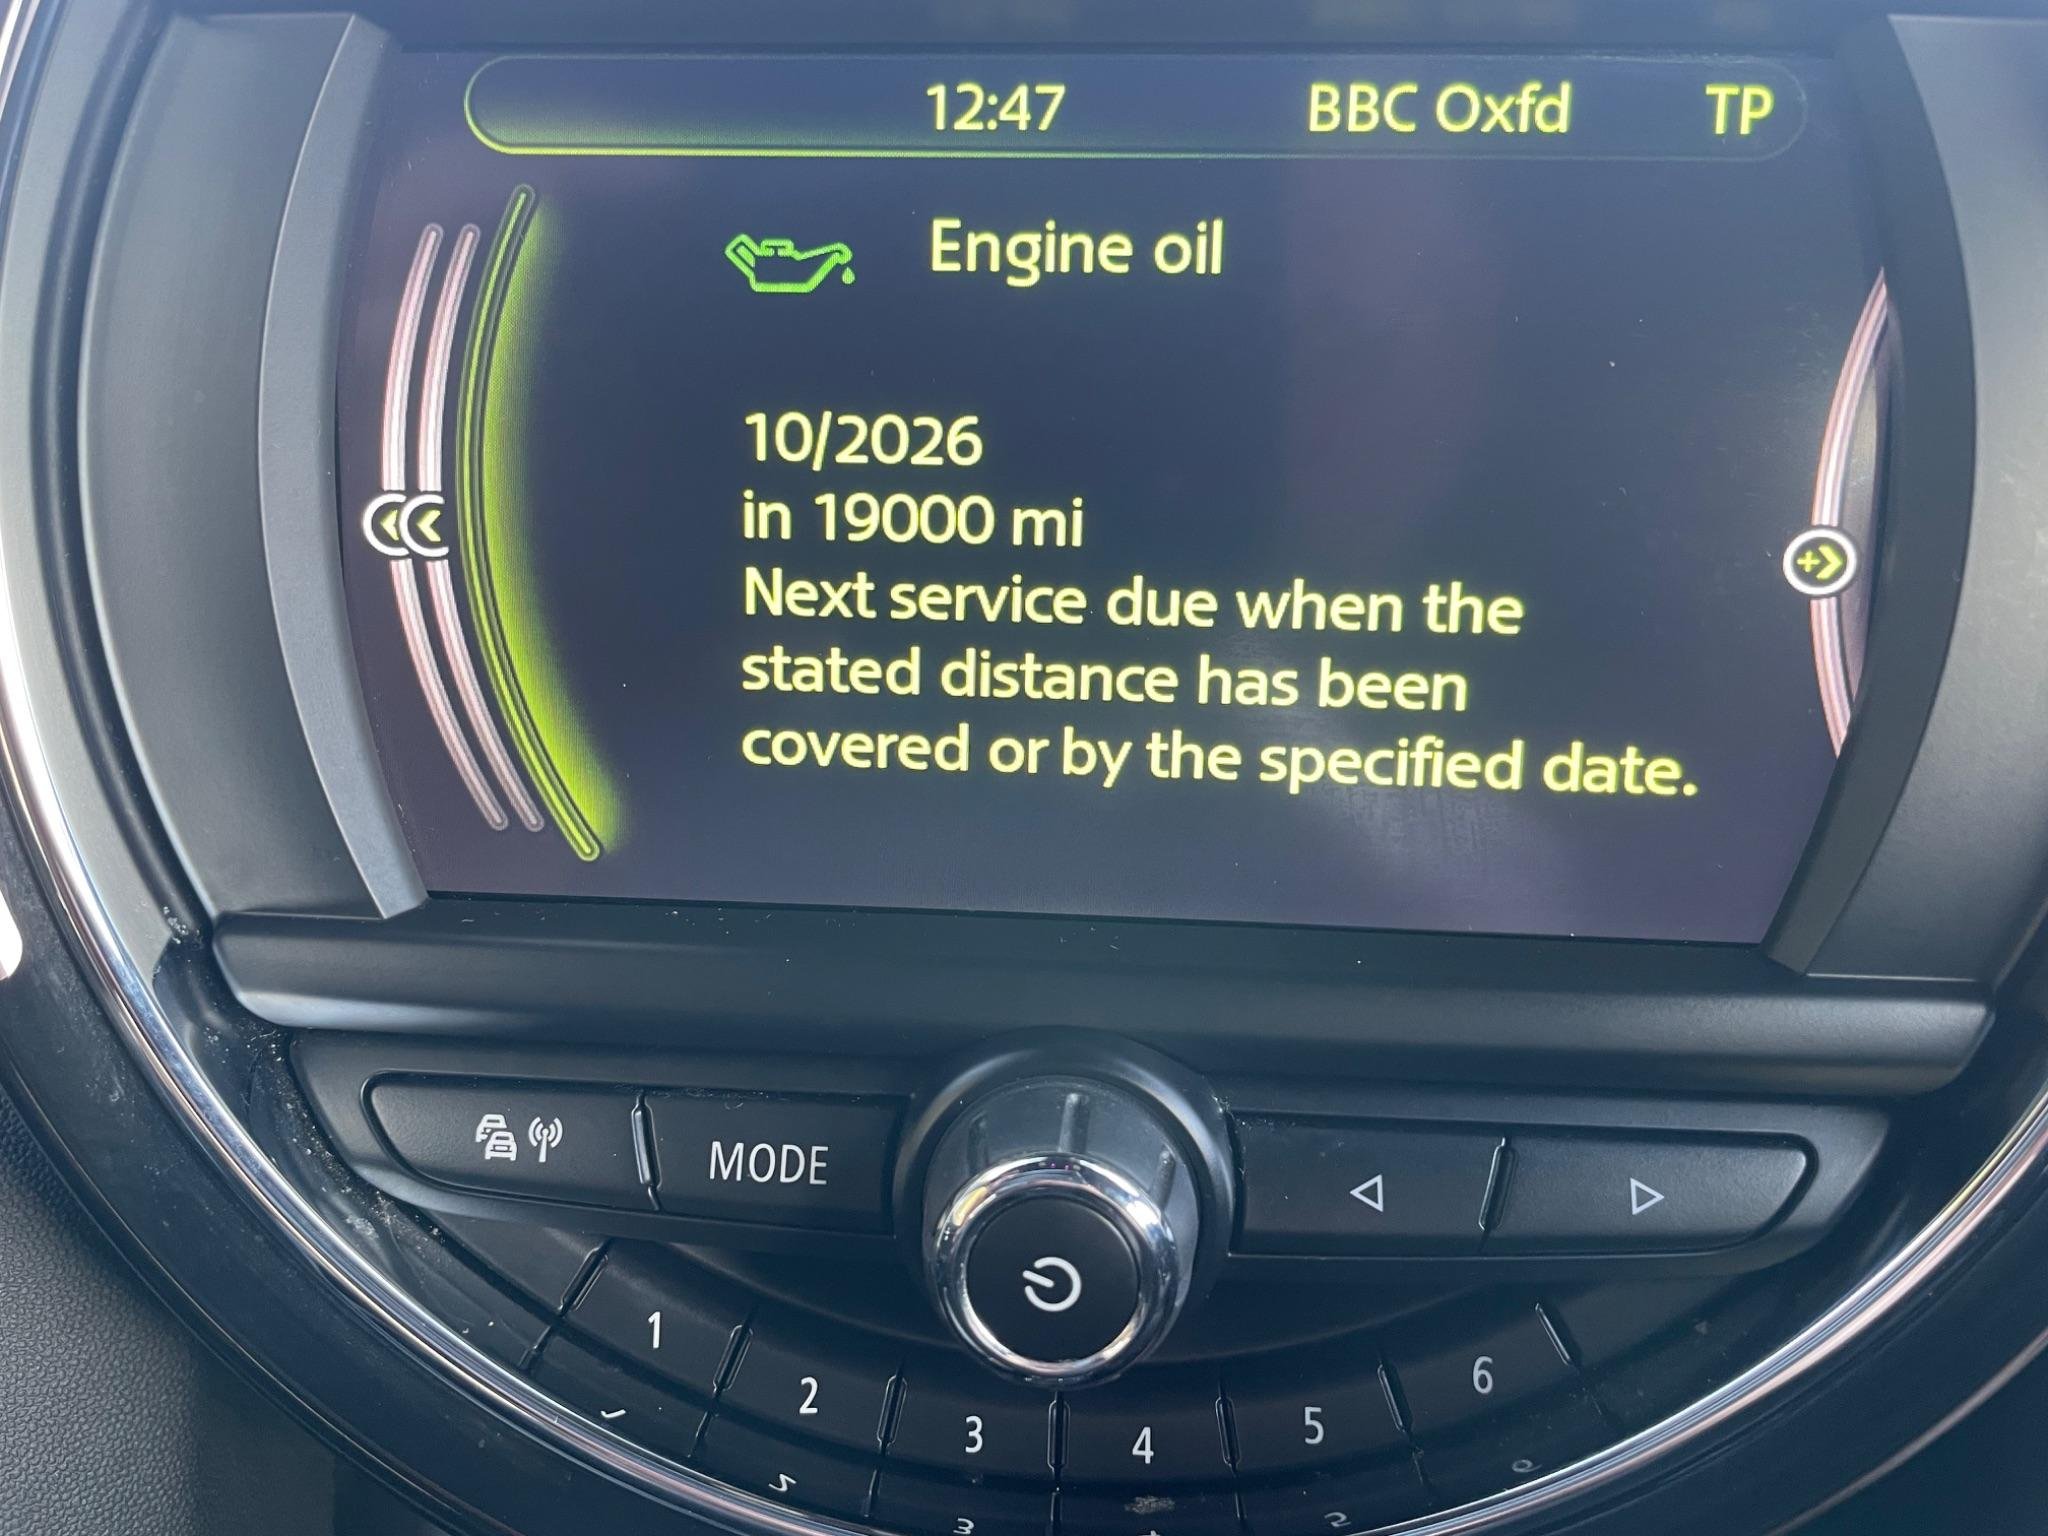 12:47 BBC Oxfd TP
Engine oil
10/2026
in 19000 mi
Next service due when the
stated distance has been
covered or by the specified date.
MODE
1 2 3 4 5 6